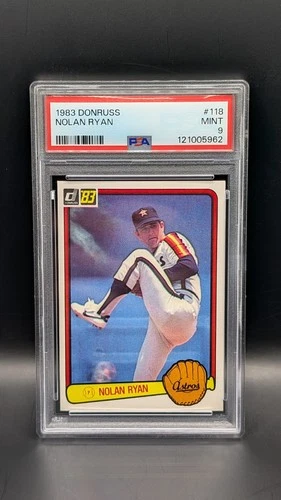 1983 DONRUSS #118
NOLAN RYAN MINT
9
PSA 121005962
'83
S
P NOLAN RYAN
Astros